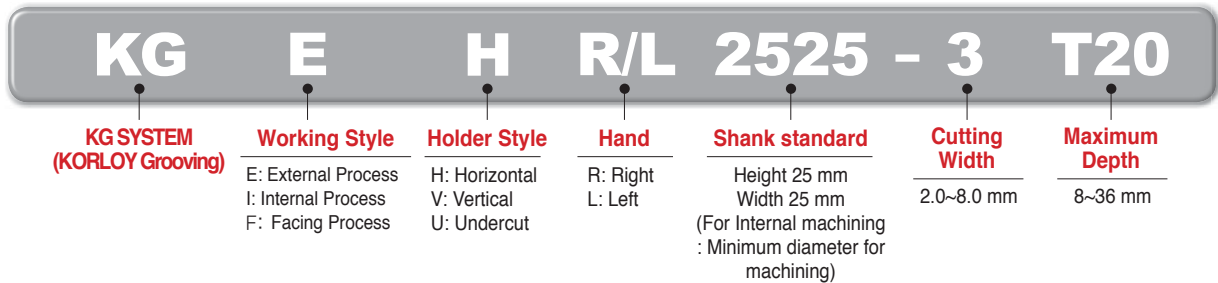 KG E H R/L 2525 - 3 T20
KG SYSTEM
(KORLOY Grooving)
Working Style
E: External Process
I: Internal Process
F: Facing Process
Holder Style
H: Horizontal
V: Vertical
U: Undercut
Hand
R: Right
L: Left
Shank standard
Height 25 mm
Width 25 mm
(For Internal machining
: Minimum diameter for
machining)
Cutting
Width
2.0~8.0 mm
Maximum
Depth
8~36 mm